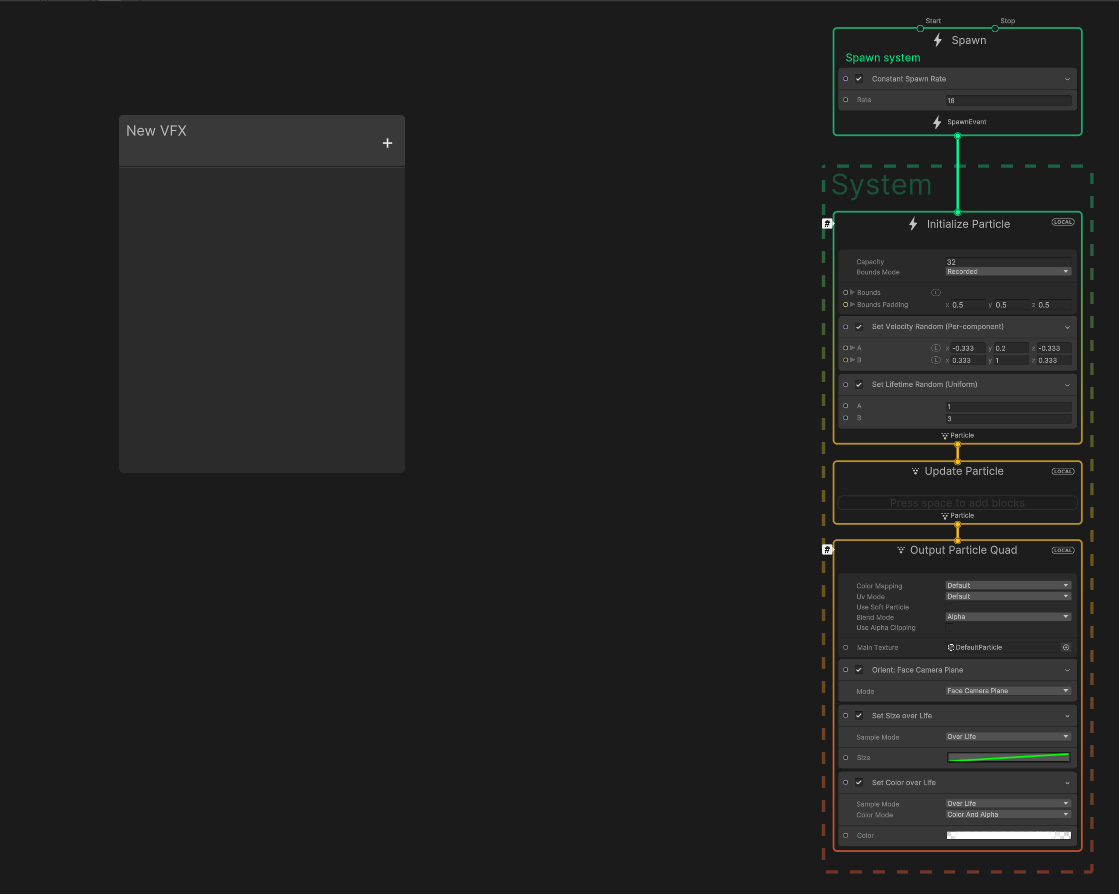 Start Stop
Spawn
Spawn system
Constant Spawn Rate
Rate 18
SpawnEvent
New VFX
+
System
# Initialize Particle LOCAL
Capacity 32
Bounds Mode Recorded
Bounds L
Bounds Padding x 0.5 y 0.5 z 0.5
Set Velocity Random (Per-component)
A L x -0.333 y 0.2 z -0.333
B L x 0.333 y 1 z 0.333
Set Lifetime Random (Uniform)
A 1
B 3
Particle
Update Particle LOCAL
Press space to add blocks
Particle
# Output Particle Quad LOCAL
Color Mapping Default
Uv Mode Default
Use Soft Particle
Blend Mode Alpha
Use Alpha Clipping
Main Texture DefaultParticle
Orient: Face Camera Plane
Mode Face Camera Plane
Set Size over Life
Sample Mode Over Life
Size
Set Color over Life
Sample Mode Over Life
Color Mode Color And Alpha
Color